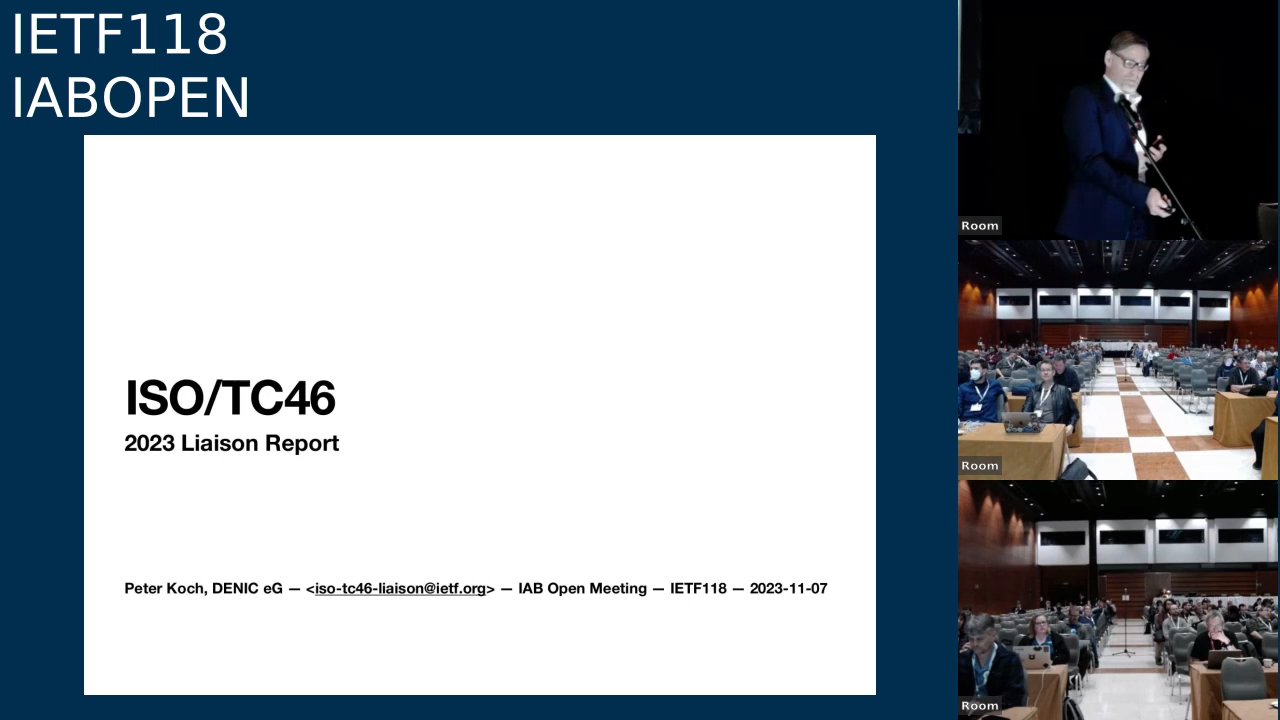 IETF118
IABOPEN
ISO/TC46
2023 Liaison Report
Peter Koch, DENIC eG — <iso-tc46-liaison@ietf.org> — IAB Open Meeting — IETF118 — 2023-11-07
Room
Room
Room